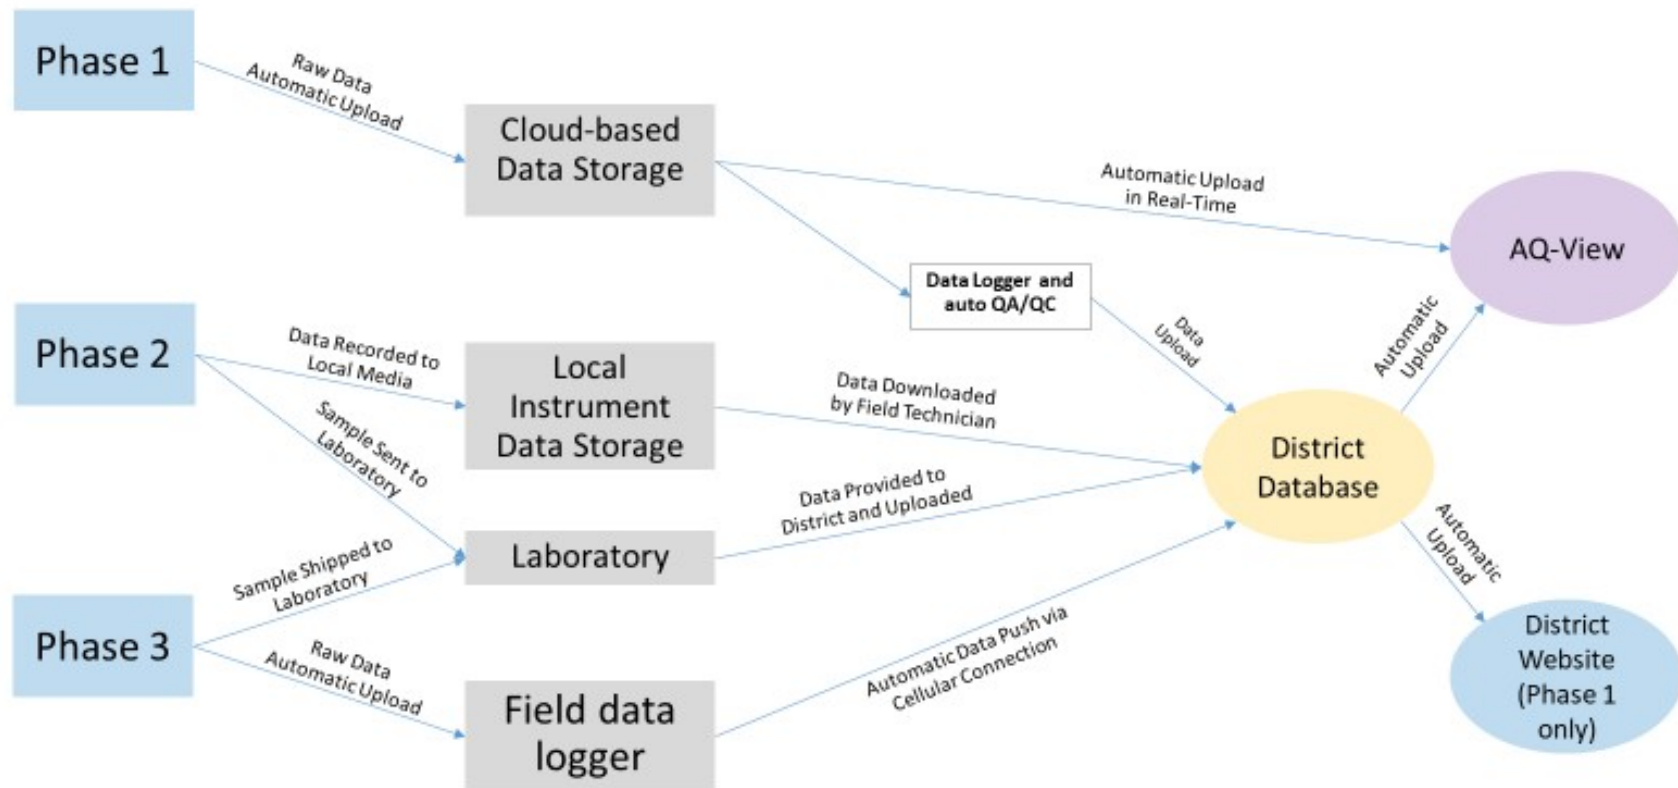 Phase 1
Raw Data
Automatic Upload
Cloud-based
Data Storage
Automatic Upload
in Real-Time
AQ-View
Data Logger and
auto QA/QC
Data
Upload
Automatic
Upload
Phase 2
Data Recorded to
Local Media
Local
Instrument
Data Storage
Data Downloaded
by Field Technician
Sample Sent to
Laboratory
District
Database
Data Provided to
District and Uploaded
Laboratory
Automatic
Upload
Phase 3
Sample Shipped to
Laboratory
Raw Data
Automatic Upload
Field data
logger
Automatic Data Push via
Cellular Connection
District
Website
(Phase 1
only)